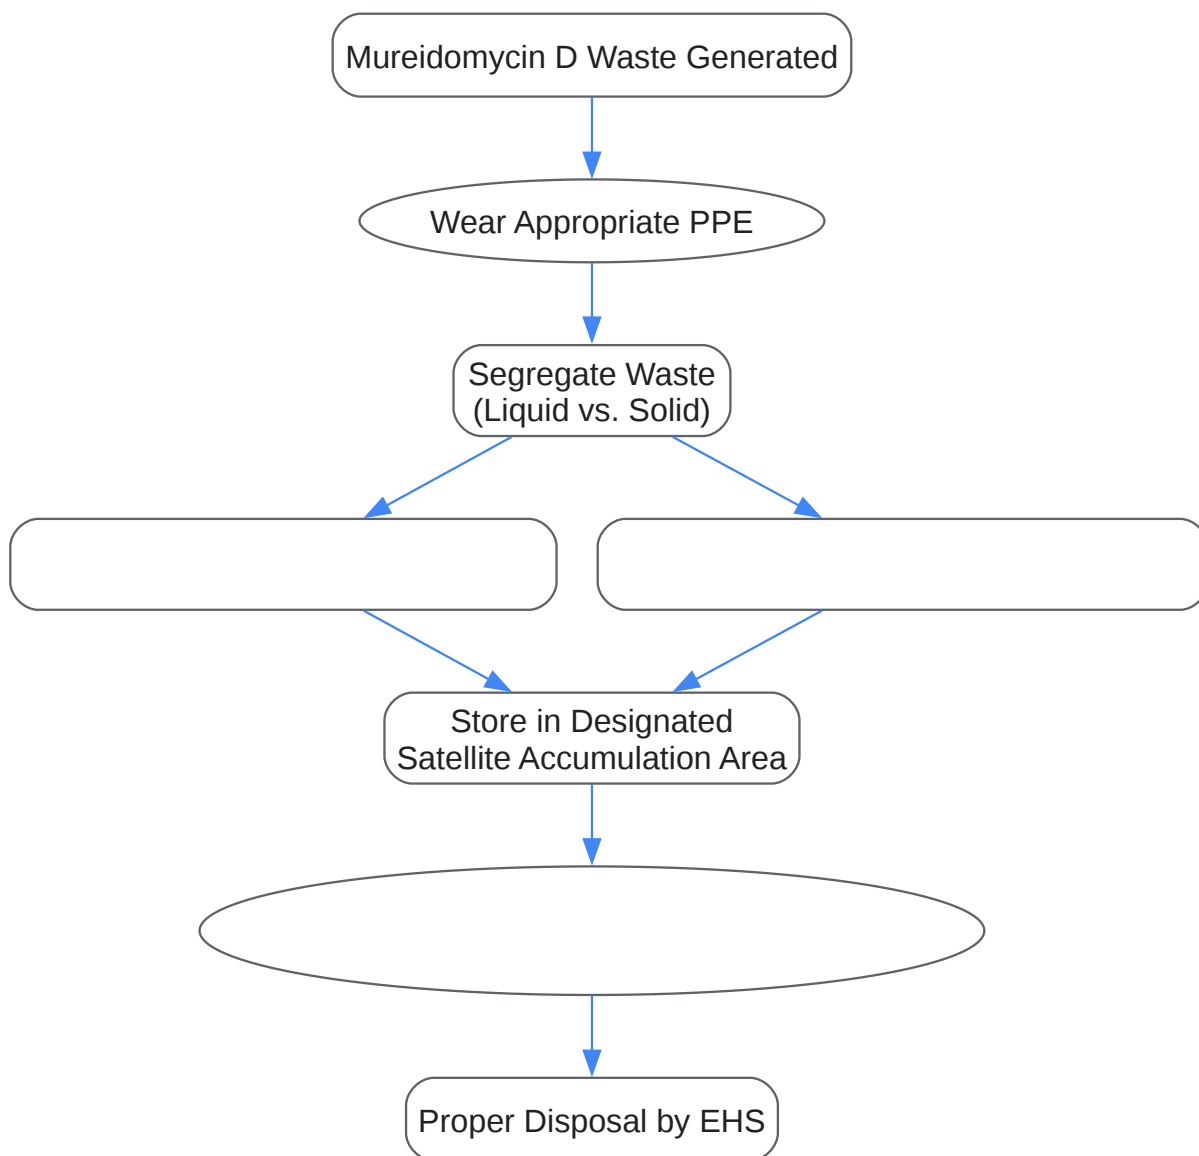 Mureidomycin D Waste Generated
Wear Appropriate PPE
Segregate Waste
(Liquid vs. Solid)
Store in Designated
Satellite Accumulation Area
Proper Disposal by EHS